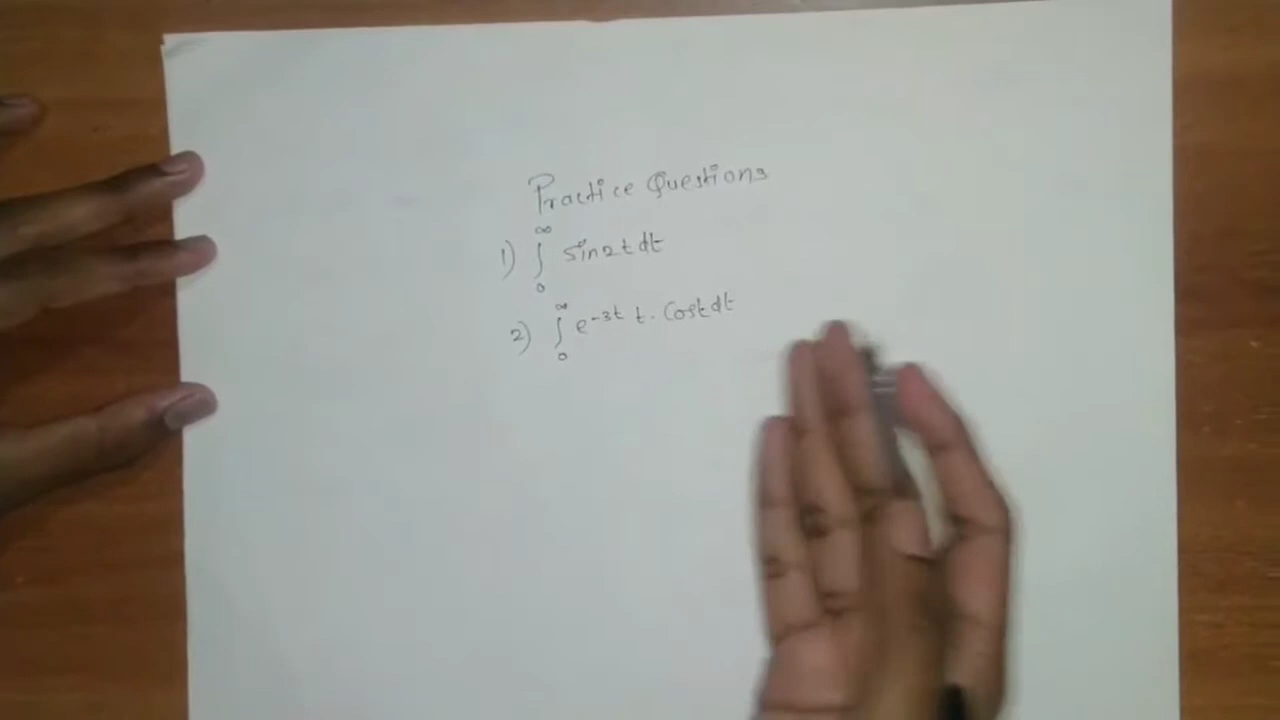 Practice Questions
1) ∫₀^∞ sin2t dt
2) ∫₀^∞ e^-3t t. Cost dt